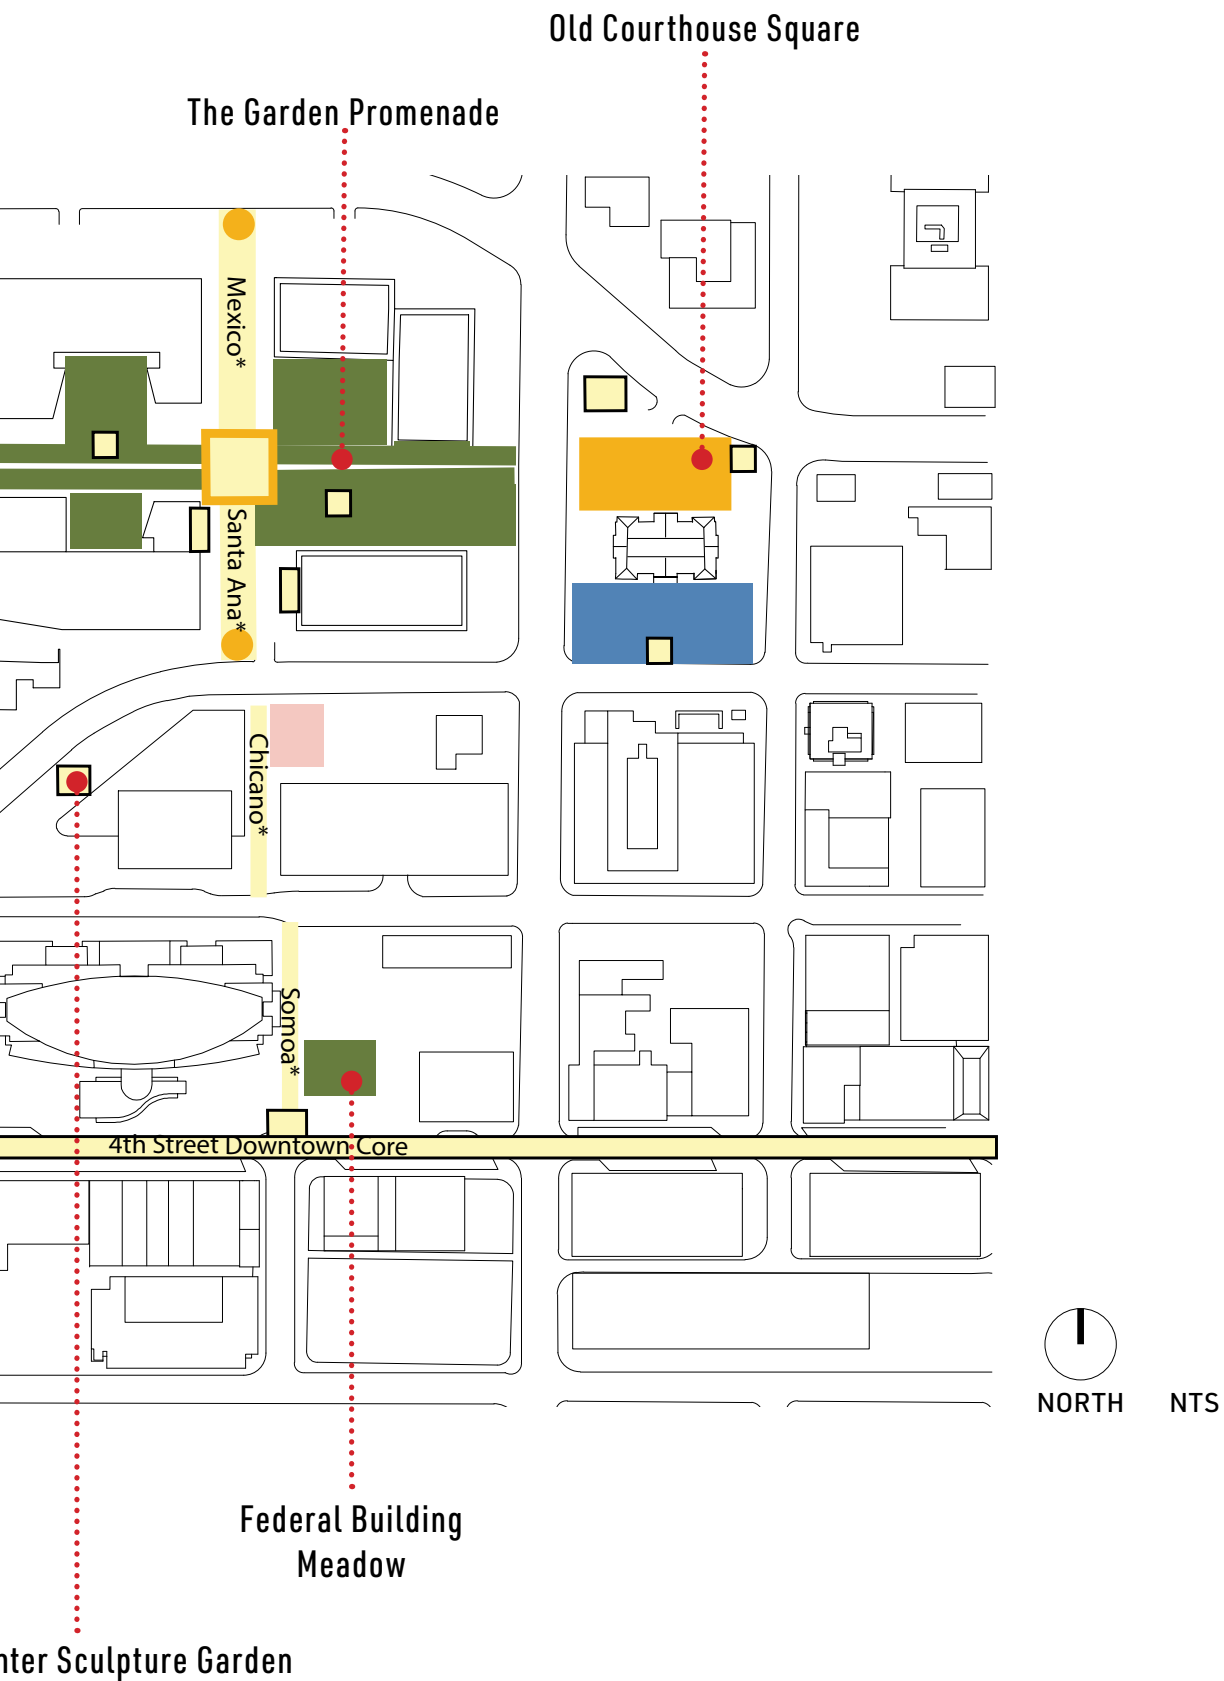 Old Courthouse Square
The Garden Promenade
Mexico*
Santa Ana*
Chicano*
Somoa*
4th Street Downtown Core
NORTH NTS
Federal Building
Meadow
Sculpture Garden